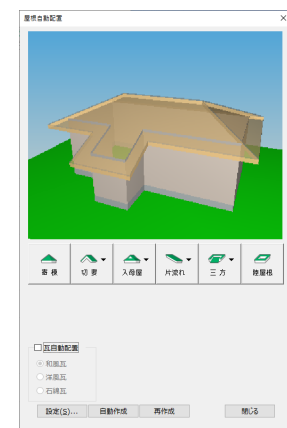 屋根自動配置
寄棟 切妻 入母屋 片流れ 三方 陸屋根
瓦自動配置
和風瓦
洋風瓦
石綿瓦
設定(S)... 自動作成 再作成 閉じる